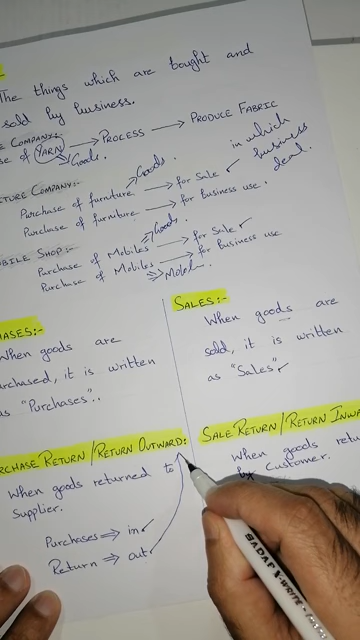 The things which are bought and
sold by business.
COMPANY:-
of YARN → PROCESS → PRODUCE FABRIC
Goods.
COMPANY:-
Goods.
Purchase of furniture → for Sale ✓
Purchase of furniture → for Business use.
in which
business
deal.
MOBILE SHOP:-
Goods.
Purchase of Mobiles → for Sale ✓
Purchase of Mobiles → for Business use
When goods are
purchased, it is written
as "Purchases".
SALES:-
When goods are
sold, it is written
as "Sales"
PURCHASE RETURN/RETURN OUTWARD:-
When goods returned to
Supplier.
Purchases ⇒ in
Return ⇒ out
SALE RETURN/RETURN
When goods
by Customer.
SADAF X-WRITE